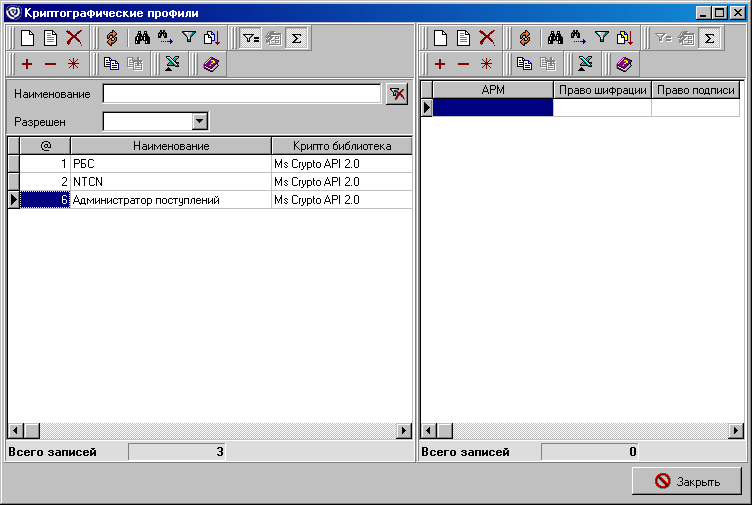 Криптографические профили
Наименование
Разрешен
@ Наименование Крипто библиотека
1 РБС Ms Crypto API 2.0
2 NTCN Ms Crypto API 2.0
6 Администратор поступлений Ms Crypto API 2.0
Всего записей 3
АРМ Право шифрации Право подписи
Всего записей 0
Закрыть